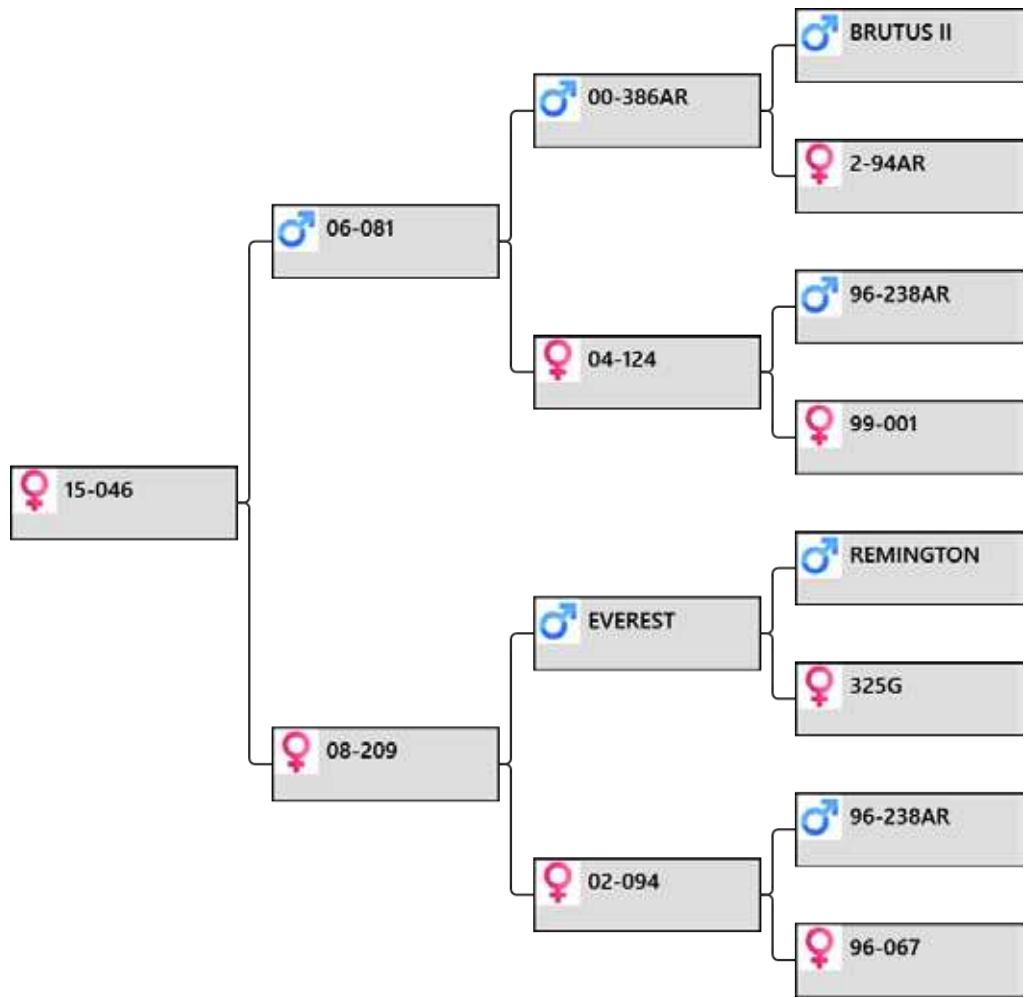 BRUTUS II
00-386AR
2-94AR
06-081
96-238AR
04-124
99-001
15-046
REMINGTON
EVEREST
325G
08-209
96-238AR
02-094
96-067